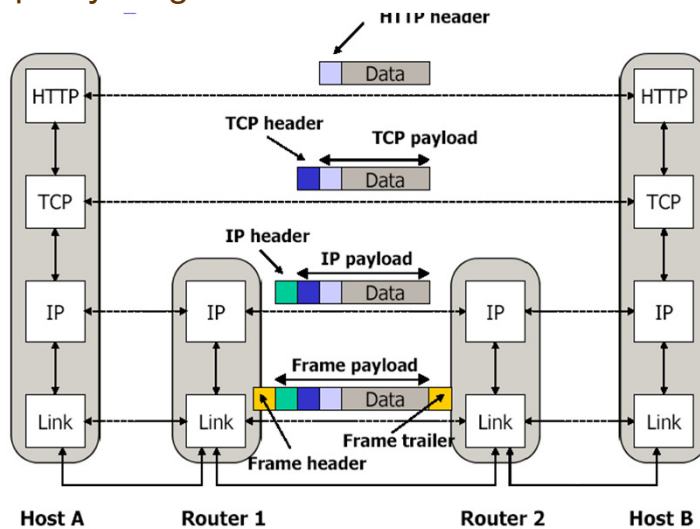 HTTP header
Data
HTTP
HTTP
TCP header
TCP payload
Data
TCP
TCP
IP header
IP payload
Data
IP
IP
IP
IP
Frame payload
Data
Link
Link
Link
Link
Frame trailer
Frame header
Host A
Router 1
Router 2
Host B